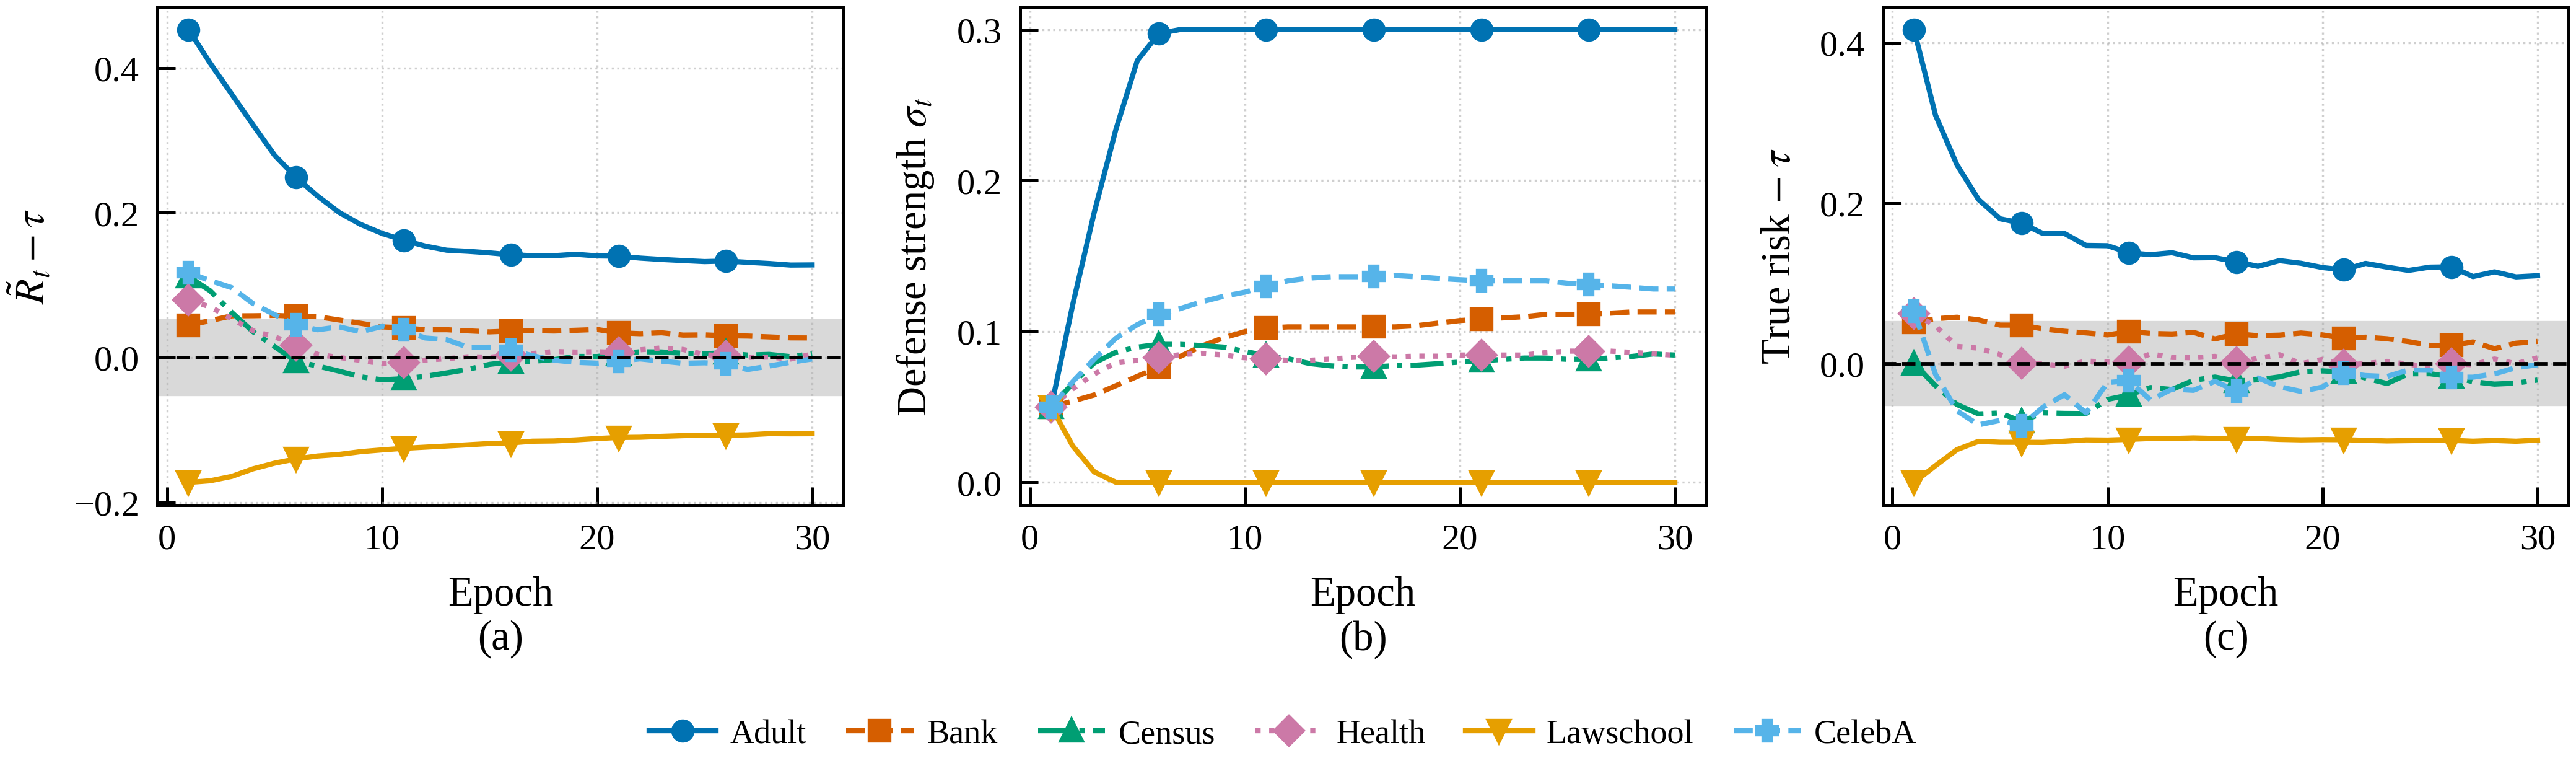 R̃ₜ − τ
0.4
0.2
0.0
−0.2
0 10 20 30
Epoch
(a)
Defense strength σₜ
0.3
0.2
0.1
0.0
0 10 20 30
Epoch
(b)
True risk − τ
0.4
0.2
0.0
0 10 20 30
Epoch
(c)
Adult Bank Census Health Lawschool CelebA